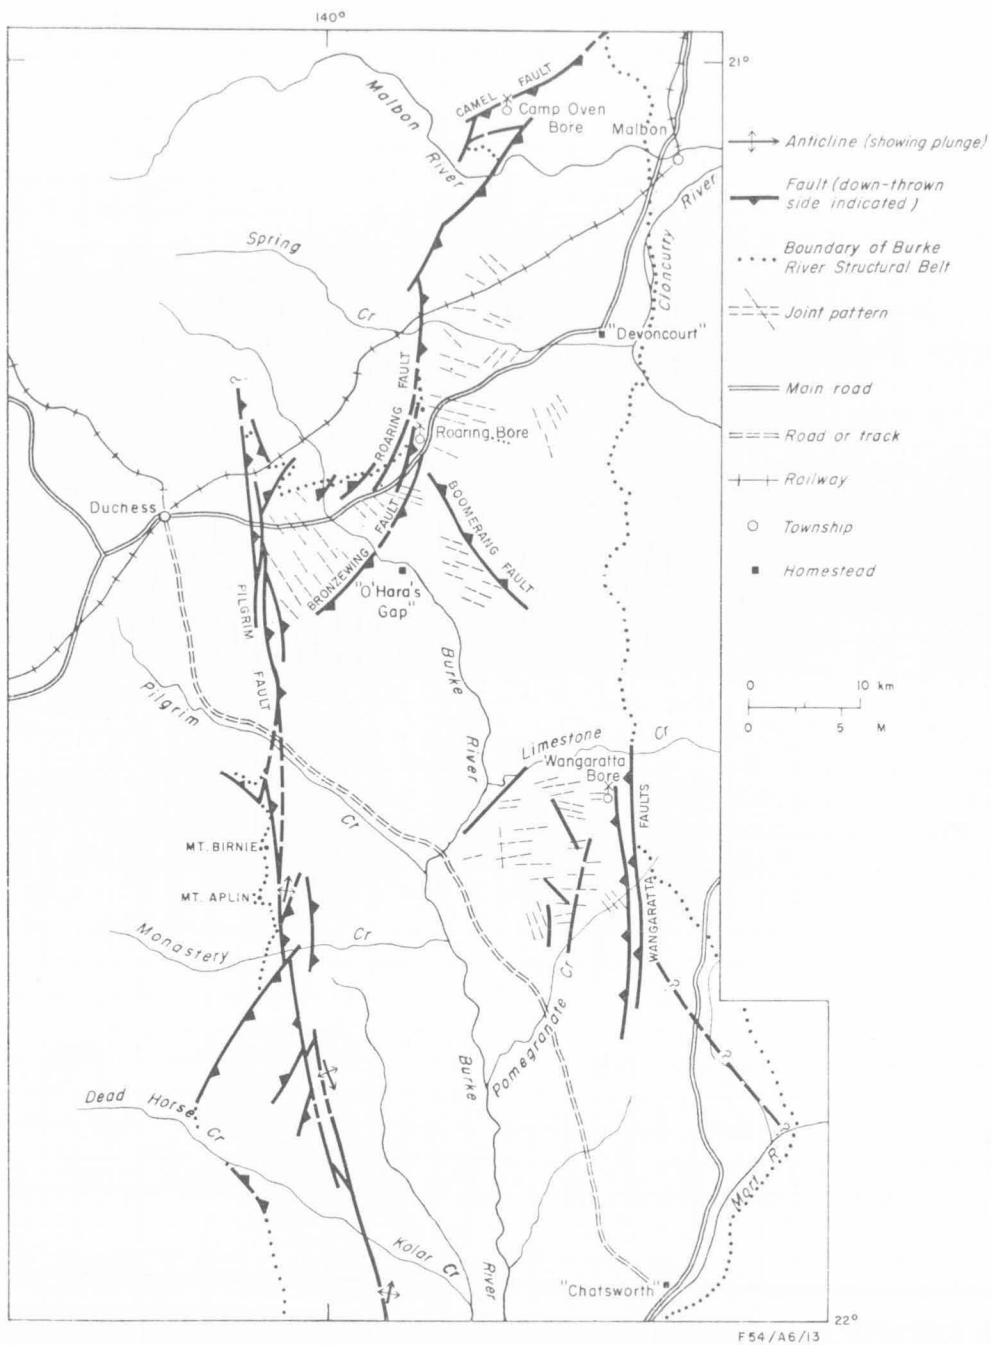 140°
21°
CAMEL FAULT
Camp Oven
Bore
Malbon
Malbon
River
River
Cloncurry
Spring
Cr
"Devoncourt"
ROARING FAULT
Roaring Bore
?
Duchess
BOOMERANG
FAULT
BRONZEWING FAULT
"O'Hara's
Gap"
PILGRIM
FAULT
Pilgrim
Cr
Burke
River
Limestone Cr
Wangaratta
Bore
WANGARATTA FAULTS
MT. BIRNIE
MT. APLIN
Monastery Cr
Pomegranate Cr
?
?
?
Dead Horse
Cr
Burke
River
Kolar
Cr
Mort R
"Chatsworth"
22°
F54/A6/13
Anticline (showing plunge)
Fault (down-thrown
side indicated)
Boundary of Burke
River Structural Belt
Joint pattern
Main road
Road or track
Railway
Township
Homestead
0 10 km
0 5 M